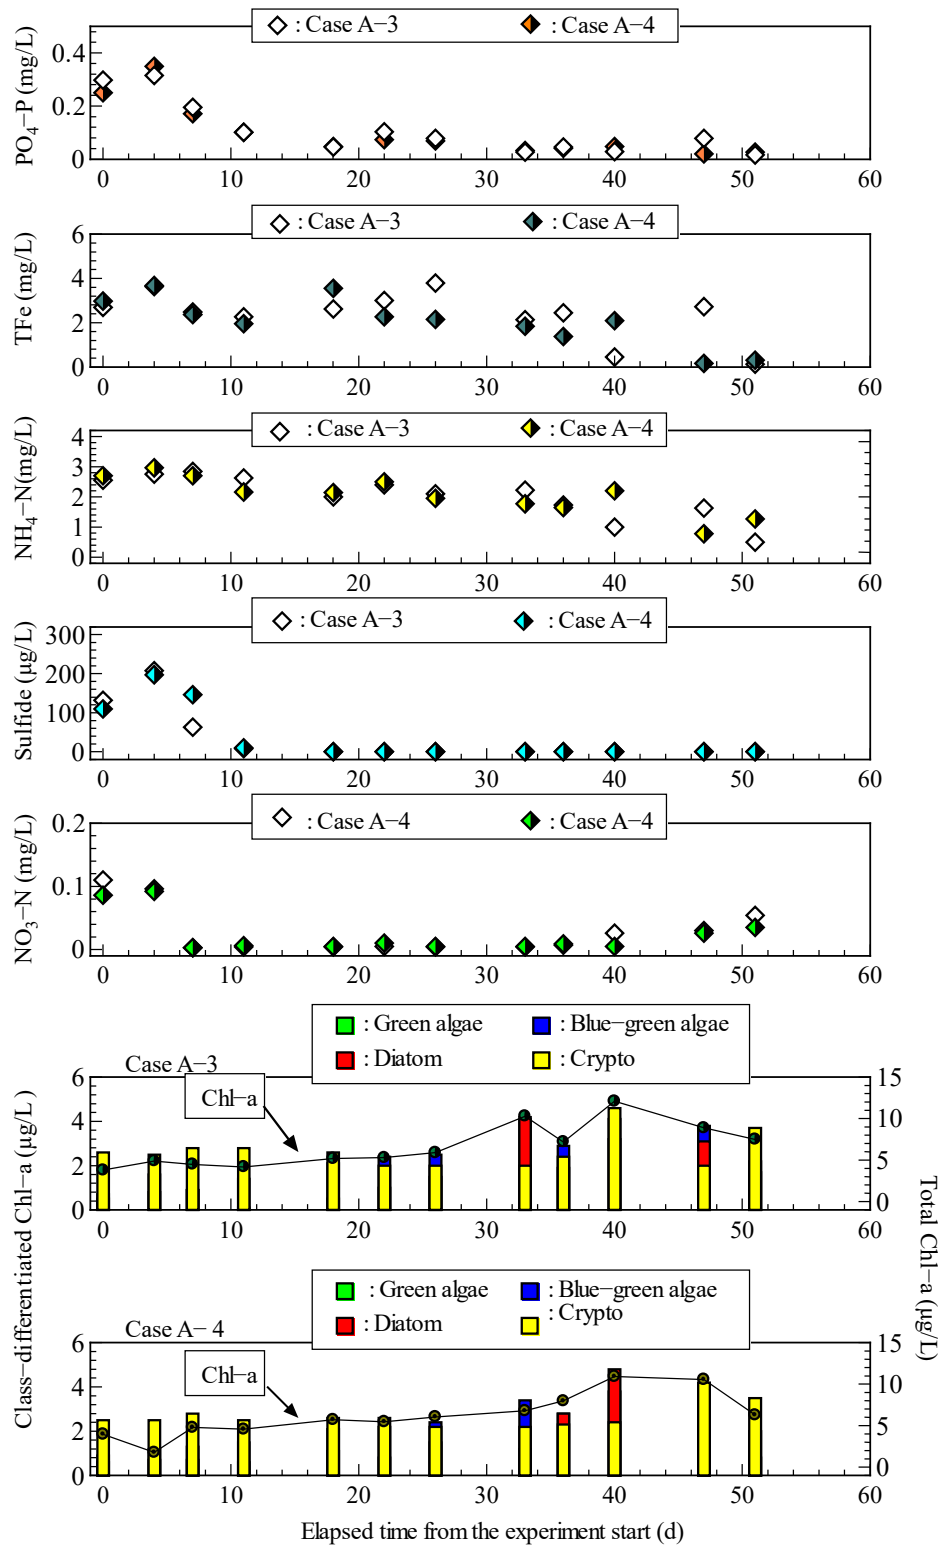 : Case A−3 : Case A−4
PO₄−P (mg/L)
0.4
0.2
0
0 10 20 30 40 50 60
: Case A−3 : Case A−4
TFe (mg/L)
6
4
2
0
0 10 20 30 40 50 60
: Case A−3 : Case A−4
NH₄−N(mg/L)
4
3
2
1
0
0 10 20 30 40 50 60
: Case A−3 : Case A−4
Sulfide (μg/L)
300
200
100
0
0 10 20 30 40 50 60
: Case A−4 : Case A−4
NO₃−N (mg/L)
0.2
0.1
0
0 10 20 30 40 50 60
: Green algae : Blue−green algae
: Diatom : Crypto
Case A−3
Chl−a
6
4
2
0
15
10
5
0
0 10 20 30 40 50 60
Class−differentiated Chl−a (μg/L)
Total Chl−a (μg/L)
: Green algae : Blue−green algae
: Diatom : Crypto
Case A− 4
Chl−a
6
4
2
0
15
10
5
0
0 10 20 30 40 50 60
Elapsed time from the experiment start (d)